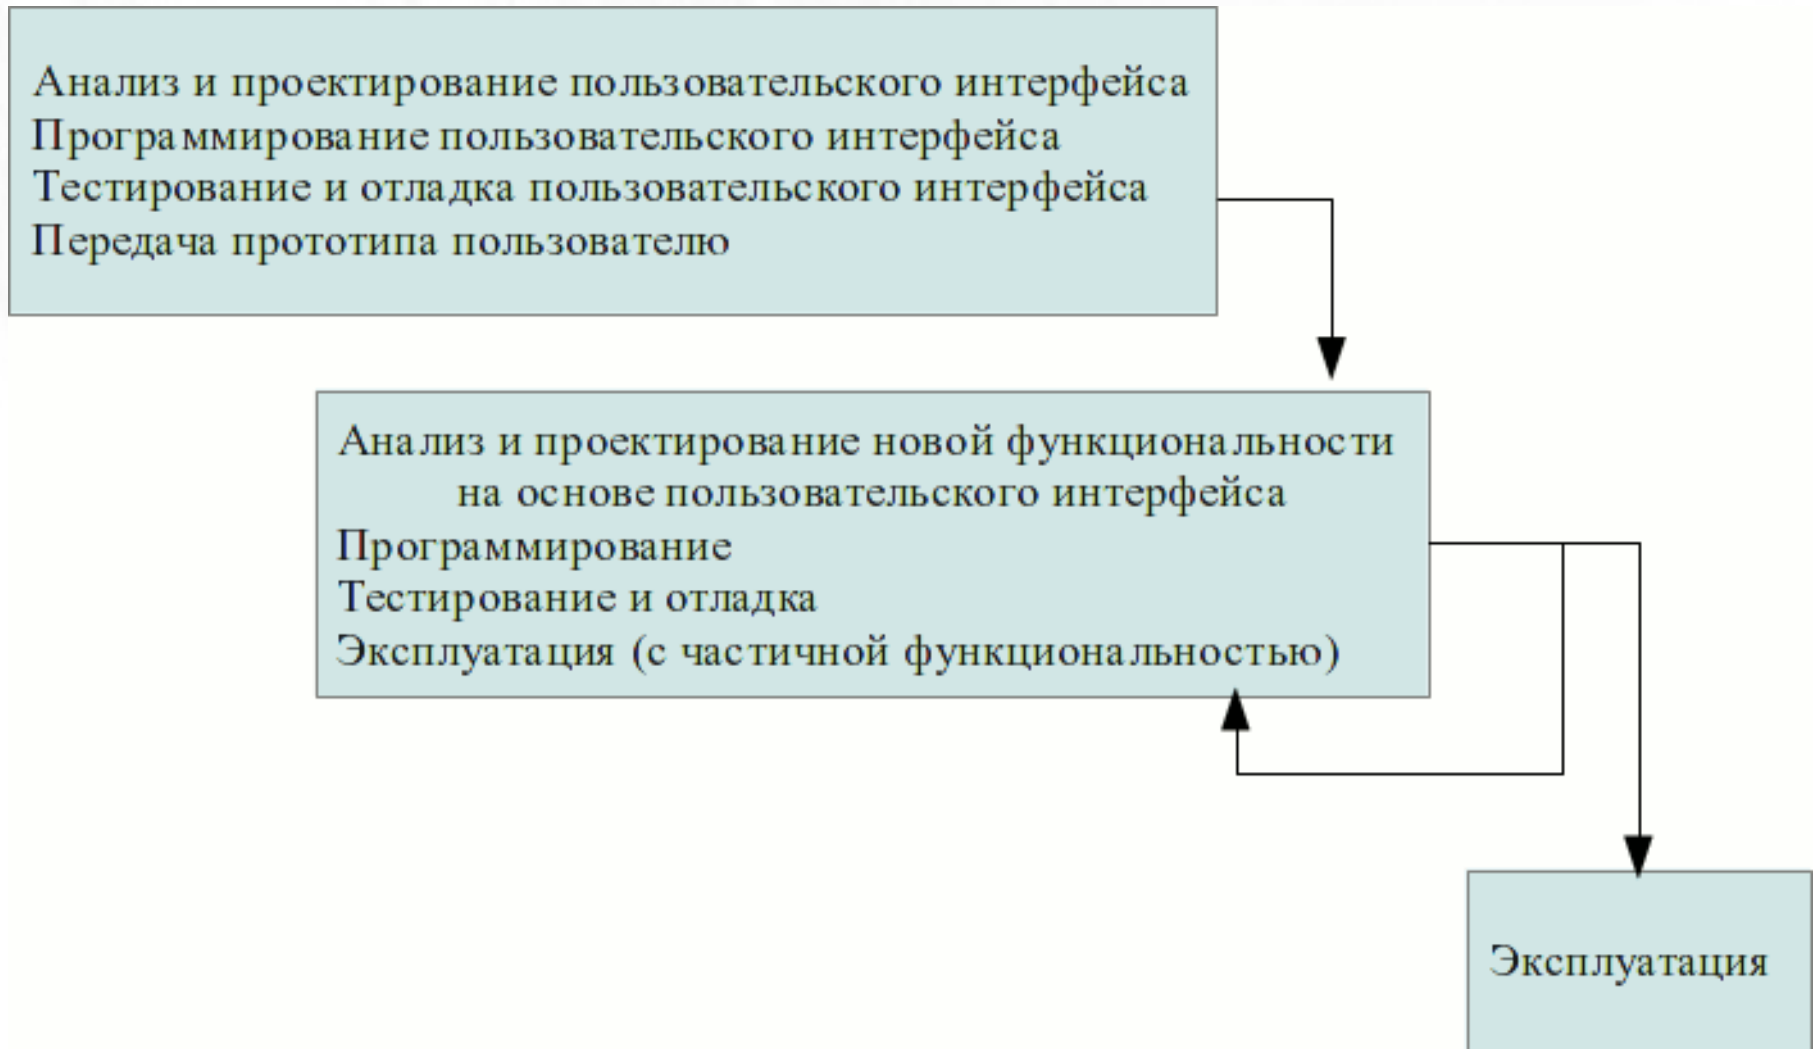 Анализ и проектирование пользовательского интерфейса
Программирование пользовательского интерфейса
Тестирование и отладка пользовательского интерфейса
Передача прототипа пользователю
Анализ и проектирование новой функциональности
на основе пользовательского интерфейса
Программирование
Тестирование и отладка
Эксплуатация (с частичной функциональностью)
Эксплуатация